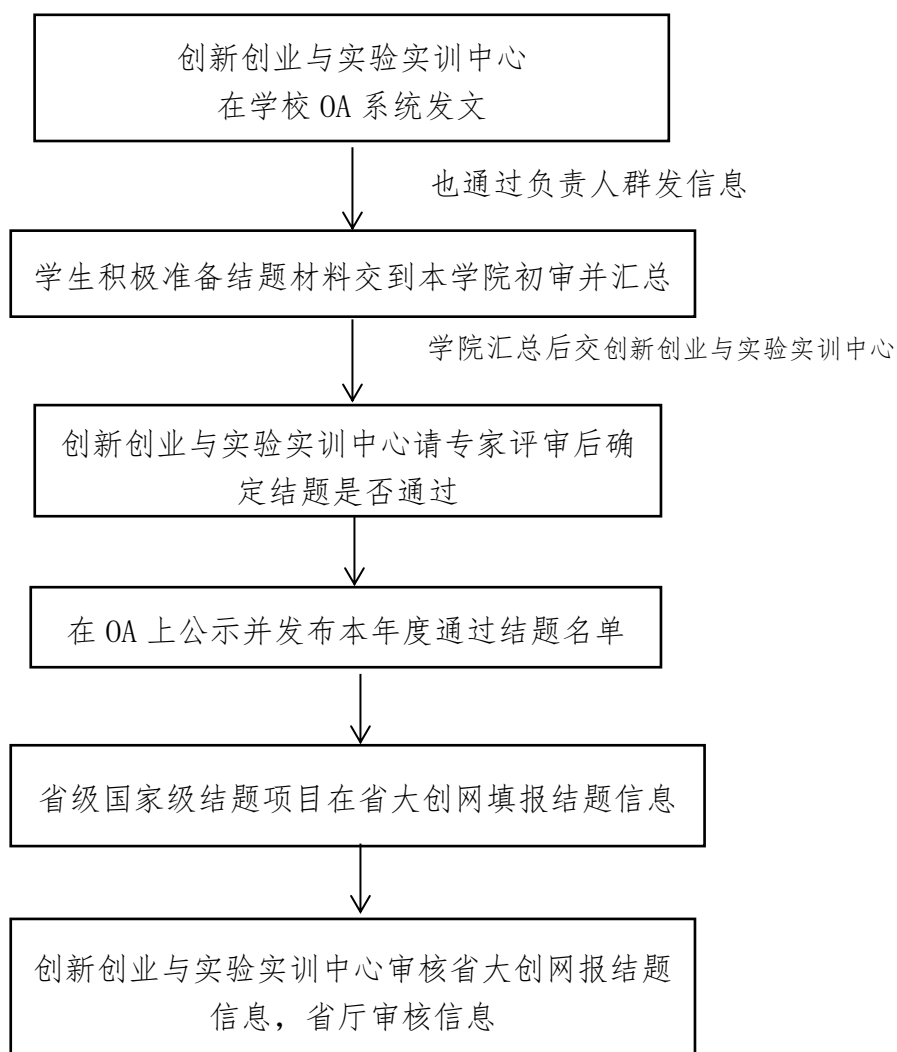 创新创业与实验实训中心
在学校 OA 系统发文
也通过负责人群发信息
学生积极准备结题材料交到本学院初审并汇总
学院汇总后交创新创业与实验实训中心
创新创业与实验实训中心请专家评审后确
定结题是否通过
在 OA 上公示并发布本年度通过结题名单
省级国家级结题项目在省大创网填报结题信息
创新创业与实验实训中心审核省大创网报结题
信息，省厅审核信息